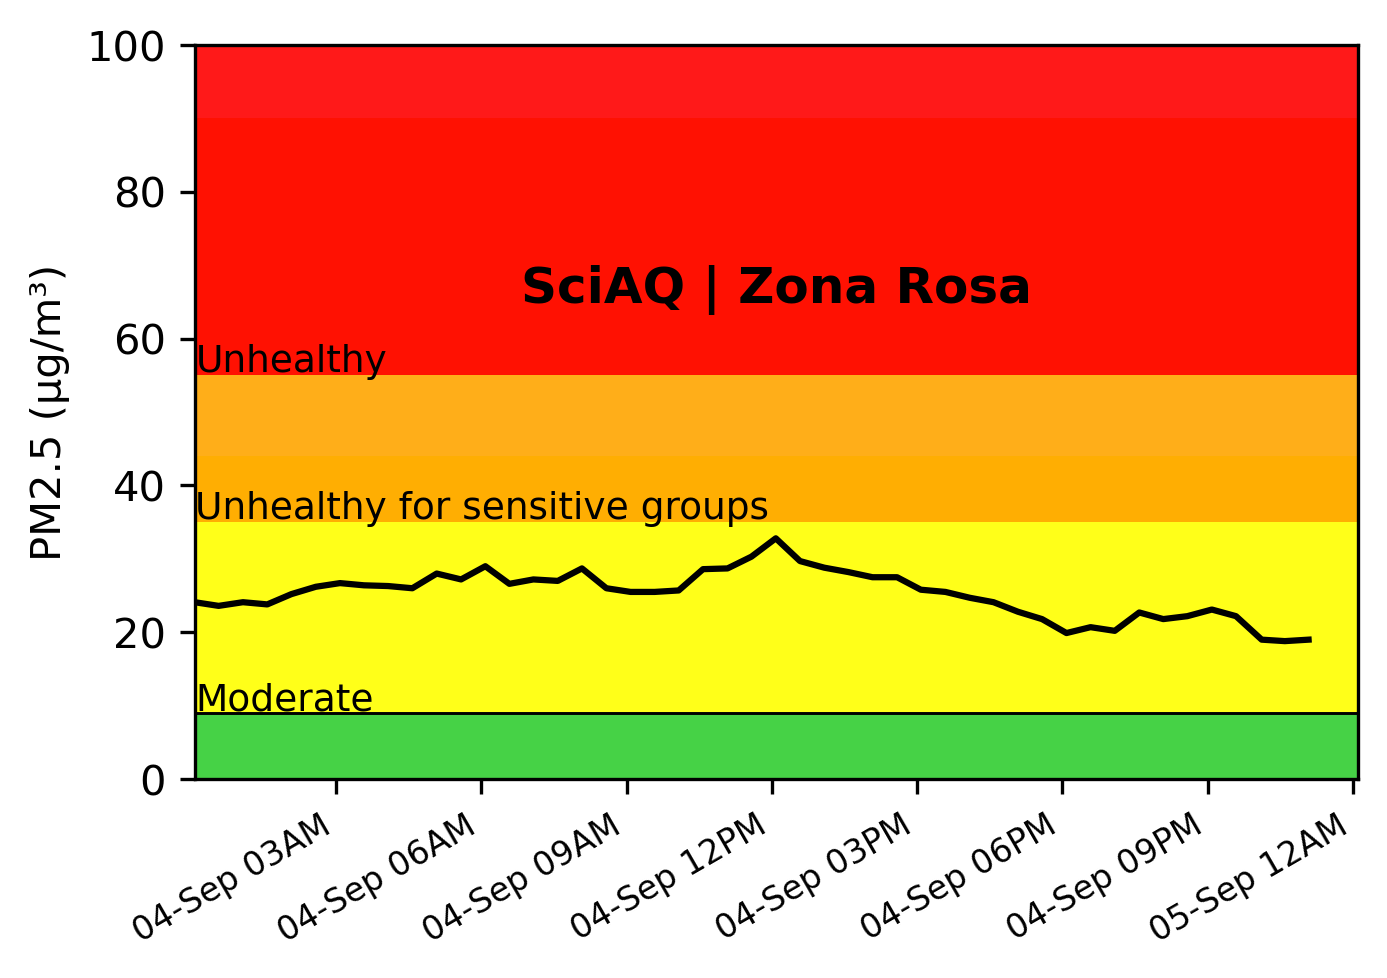 100
80
60
40
20
0
PM2.5 (µg/m³)
SciAQ | Zona Rosa
Unhealthy
Unhealthy for sensitive groups
Moderate
04-Sep 03AM
04-Sep 06AM
04-Sep 09AM
04-Sep 12PM
04-Sep 03PM
04-Sep 06PM
04-Sep 09PM
05-Sep 12AM